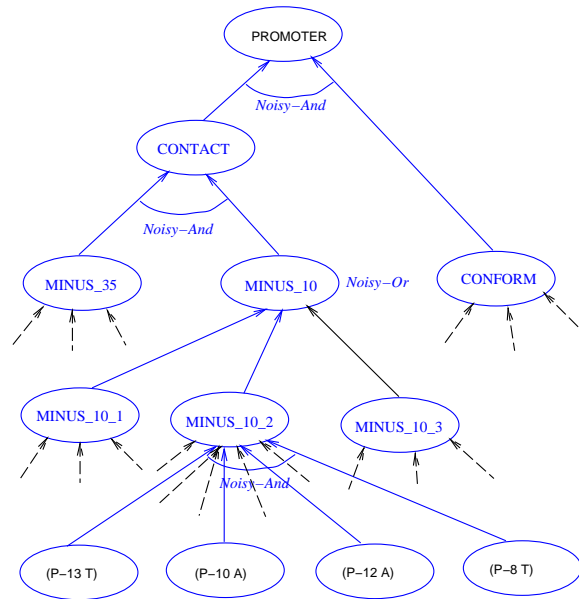 PROMOTER
Noisy−And
CONTACT
Noisy−And
MINUS_35
MINUS_10
Noisy−Or
CONFORM
MINUS_10_1
MINUS_10_2
MINUS_10_3
Noisy−And
(P−13 T)
(P−10 A)
(P−12 A)
(P−8 T)